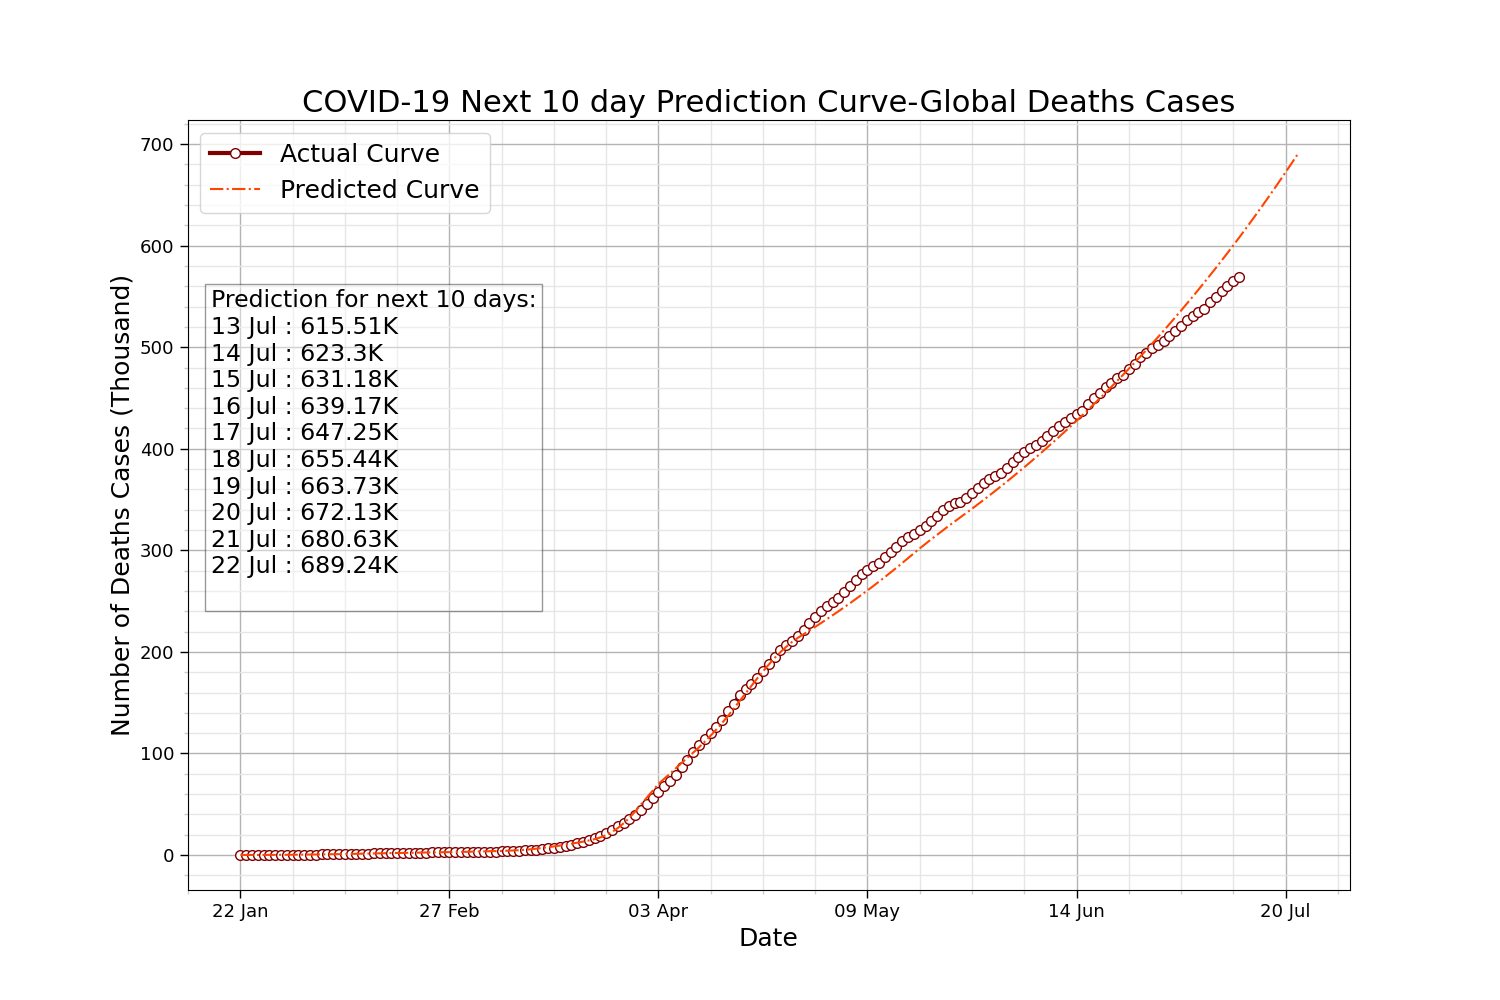 COVID-19 Next 10 day Prediction Curve-Global Deaths Cases
Actual Curve
Predicted Curve
Prediction for next 10 days:
13 Jul : 615.51K
14 Jul : 623.3K
15 Jul : 631.18K
16 Jul : 639.17K
17 Jul : 647.25K
18 Jul : 655.44K
19 Jul : 663.73K
20 Jul : 672.13K
21 Jul : 680.63K
22 Jul : 689.24K
Number of Deaths Cases (Thousand)
700
600
500
400
300
200
100
0
22 Jan
27 Feb
03 Apr
09 May
14 Jun
20 Jul
Date